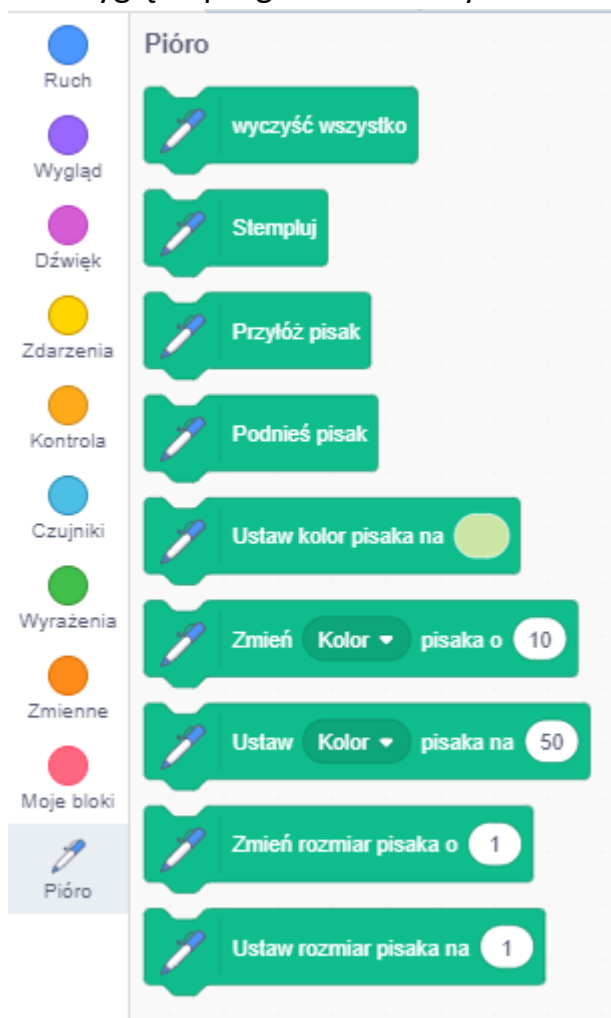 Pióro
Ruch
Wygląd
Dźwięk
Zdarzenia
Kontrola
Czujniki
Wyrażenia
Zmienne
Moje bloki
Pióro
wyczyść wszystko
Stempluj
Przyłóż pisak
Podnieś pisak
Ustaw kolor pisaka na
Zmień Kolor pisaka o 10
Ustaw Kolor pisaka na 50
Zmień rozmiar pisaka o 1
Ustaw rozmiar pisaka na 1